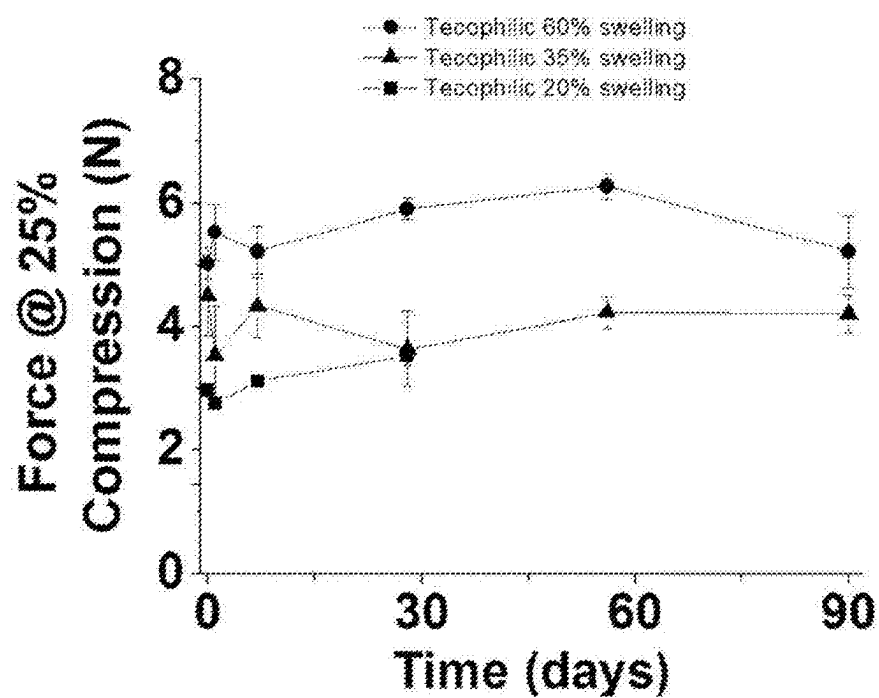 Tecophilic 60% swelling
Tecophilic 35% swelling
Tecophilic 20% swelling
8
6
4
2
0
Force @ 25%
Compression (N)
0 30 60 90
Time (days)